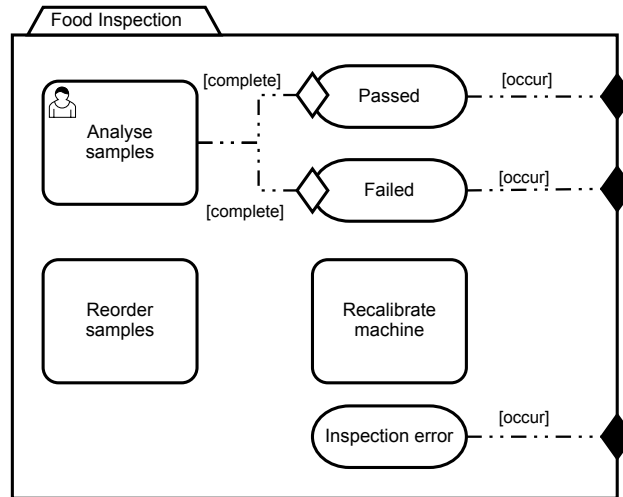 Food Inspection
[complete]
Passed
[occur]
Analyse
samples
Failed
[occur]
[complete]
Reorder
samples
Recalibrate
machine
Inspection error
[occur]